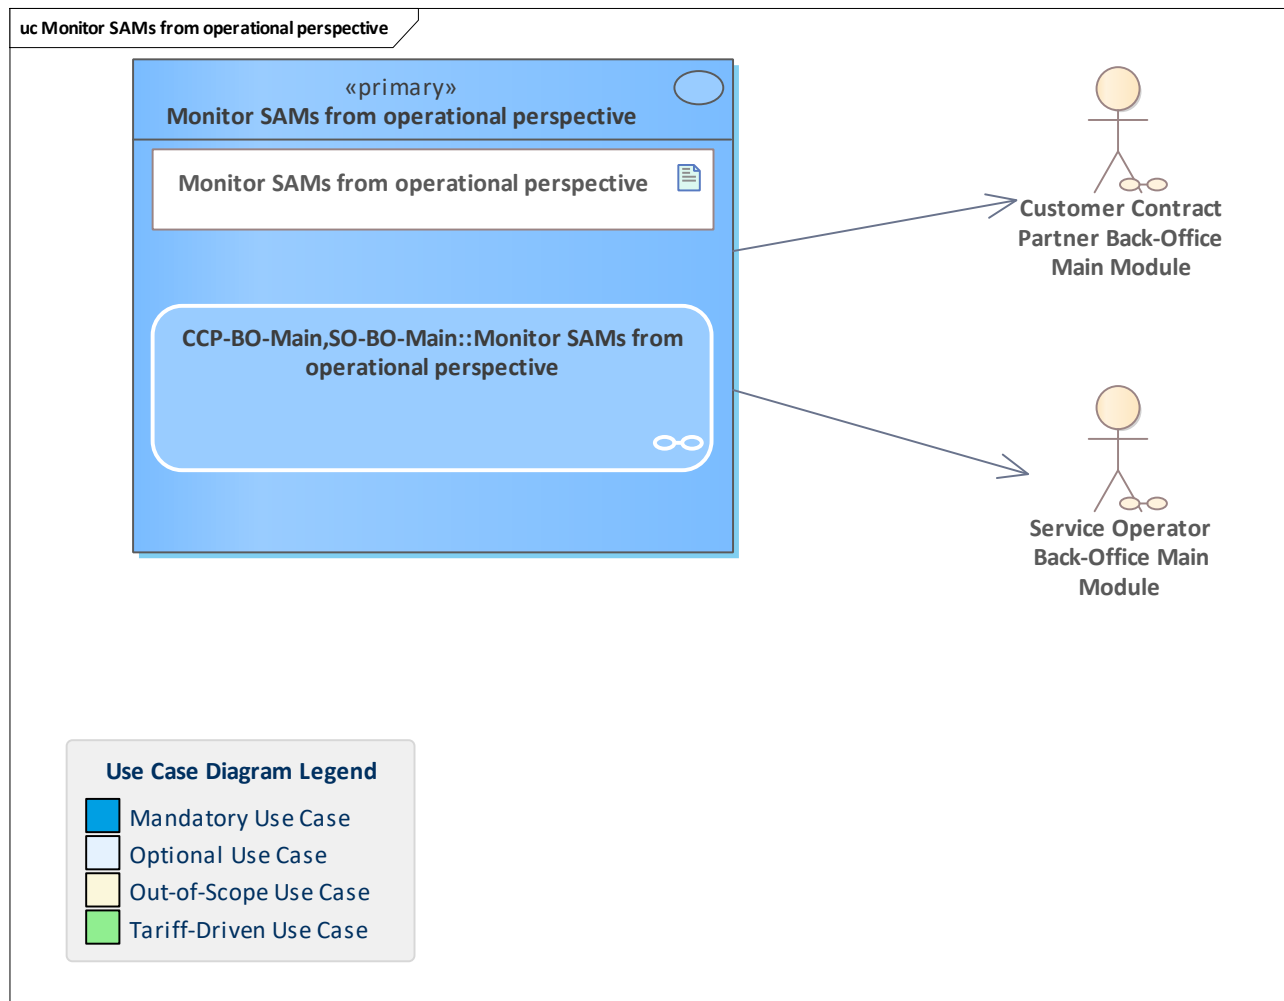 uc Monitor SAMs from operational perspective
«primary»
Monitor SAMs from operational perspective
Monitor SAMs from operational perspective
CCP-BO-Main,SO-BO-Main::Monitor SAMs from
operational perspective
Customer Contract
Partner Back-Office
Main Module
Service Operator
Back-Office Main
Module
Use Case Diagram Legend
Mandatory Use Case
Optional Use Case
Out-of-Scope Use Case
Tariff-Driven Use Case